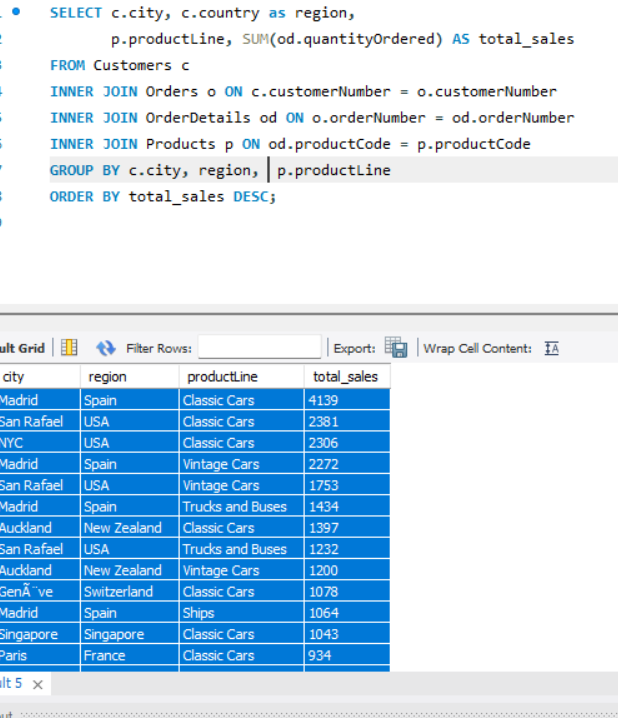 SELECT c.city, c.country as region,
p.productLine, SUM(od.quantityOrdered) AS total_sales
FROM Customers c
INNER JOIN Orders o ON c.customerNumber = o.customerNumber
INNER JOIN OrderDetails od ON o.orderNumber = od.orderNumber
INNER JOIN Products p ON od.productCode = p.productCode
GROUP BY c.city, region, p.productLine
ORDER BY total_sales DESC;
ult Grid Filter Rows: Export: Wrap Cell Content: IA
city region productLine total_sales
Madrid Spain Classic Cars 4139
San Rafael USA Classic Cars 2381
NYC USA Classic Cars 2306
Madrid Spain Vintage Cars 2272
San Rafael USA Vintage Cars 1753
Madrid Spain Trucks and Buses 1434
Auckland New Zealand Classic Cars 1397
San Rafael USA Trucks and Buses 1232
Auckland New Zealand Vintage Cars 1200
GenÃ¨ve Switzerland Classic Cars 1078
Madrid Spain Ships 1064
Singapore Singapore Classic Cars 1043
Paris France Classic Cars 934
ult 5 ×